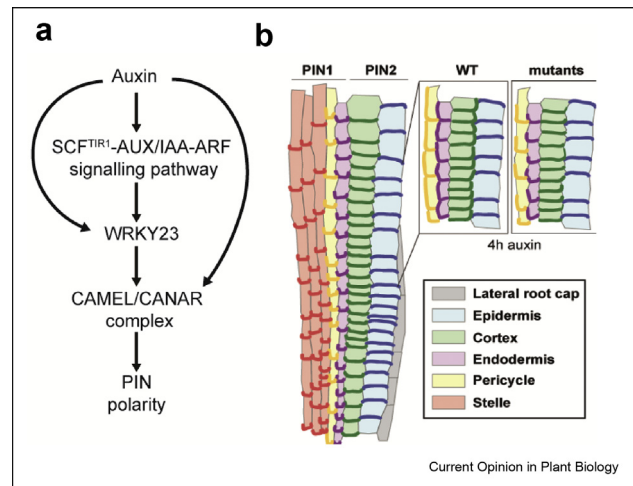 a
Auxin
SCFTIR1-AUX/IAA-ARF
signalling pathway
WRKY23
CAMEL/CANAR
complex
PIN
polarity
b
PIN1 PIN2 WT mutants
4h auxin
Lateral root cap
Epidermis
Cortex
Endodermis
Pericycle
Stelle
Current Opinion in Plant Biology